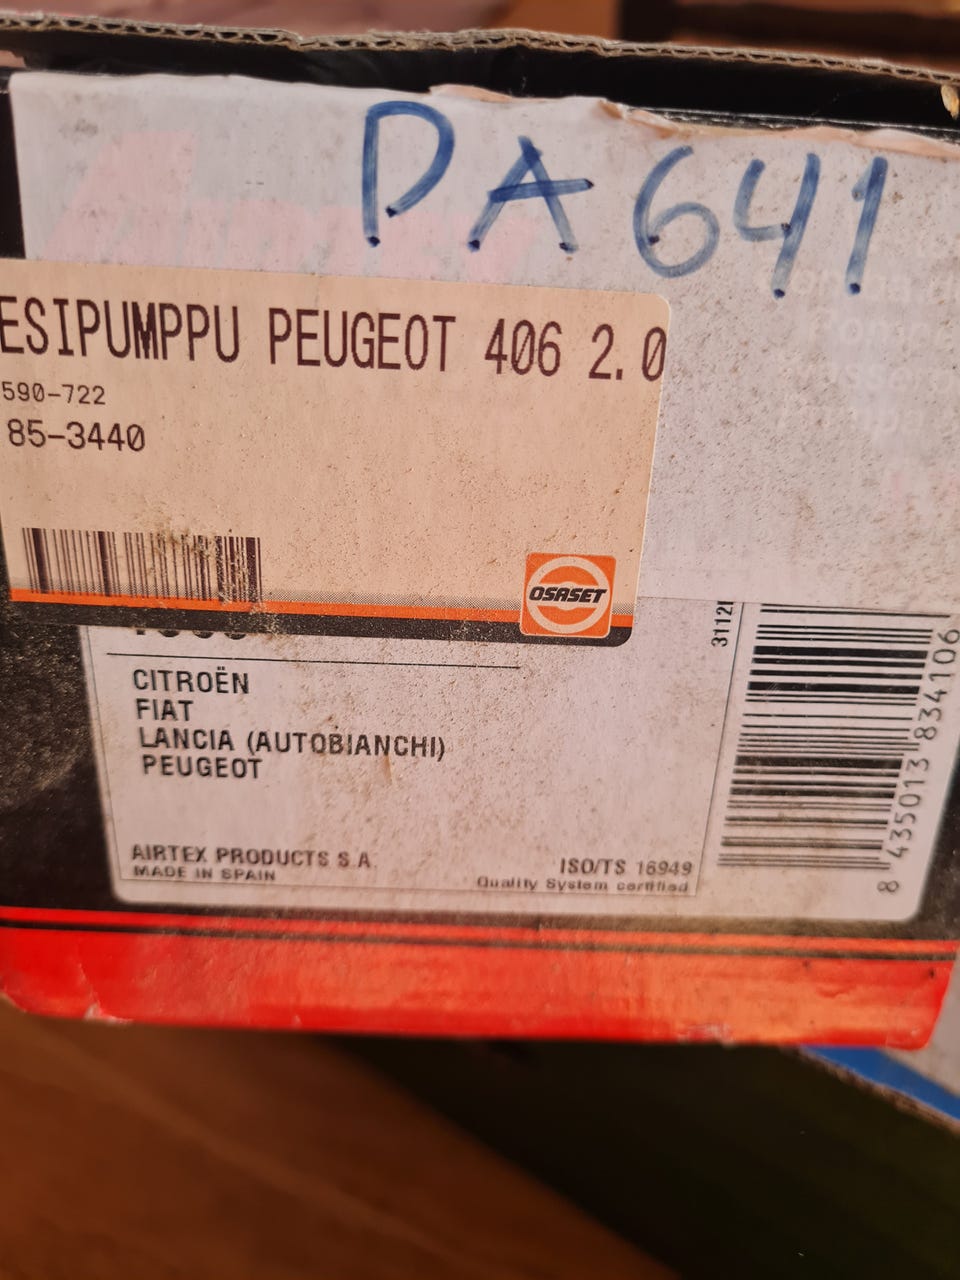 PA641
ESIPUMPPU PEUGEOT 406 2.0
590-722
85-3440
OSASET
3112
CITROËN
FIAT
LANCIA (AUTOBIANCHI)
PEUGEOT
AIRTEX PRODUCTS S.A.
MADE IN SPAIN
ISO/TS 16949
Quality System certified
8 435013 834106